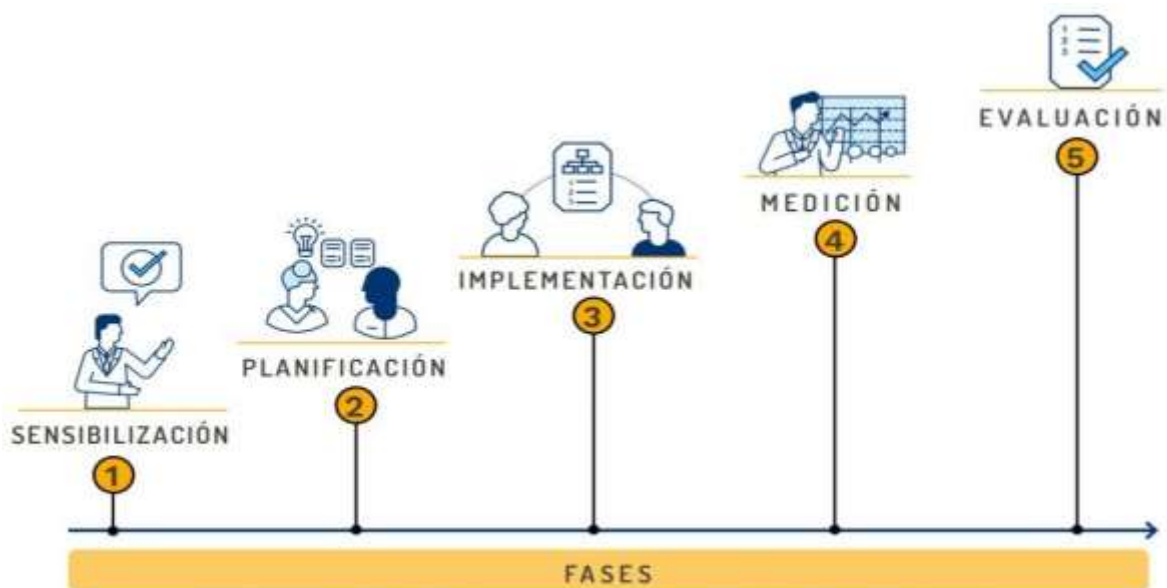 SENSIBILIZACIÓN
1
PLANIFICACIÓN
2
IMPLEMENTACIÓN
3
MEDICIÓN
4
EVALUACIÓN
5
FASES